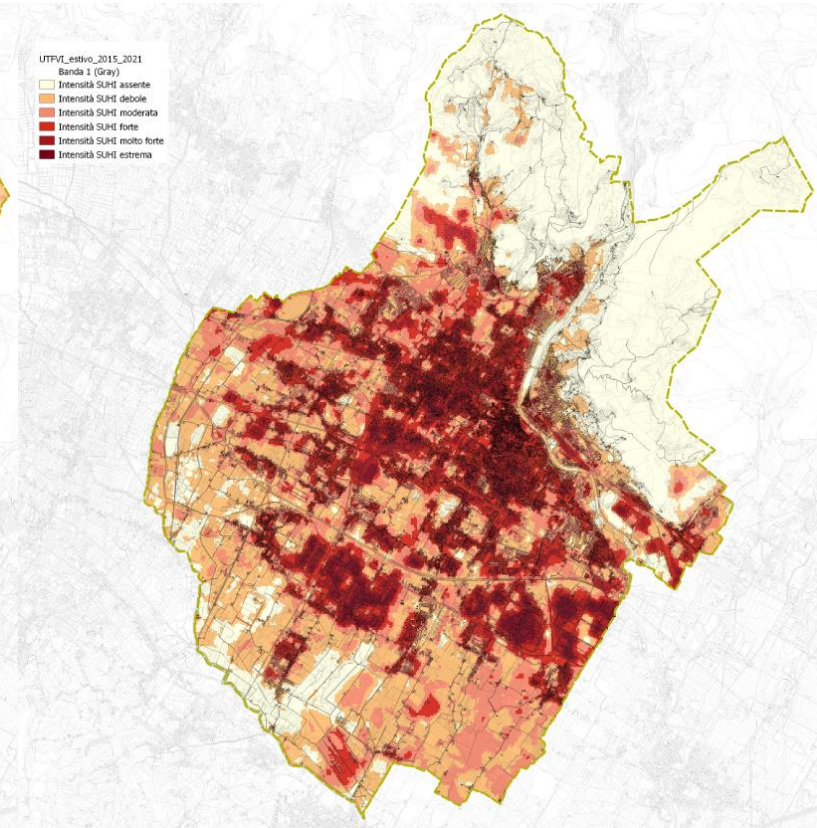 UTFVI_estivo_2015_2021
Banda 1 (Gray)
Intensità SUHI assente
Intensità SUHI debole
Intensità SUHI moderata
Intensità SUHI forte
Intensità SUHI molto forte
Intensità SUHI estrema